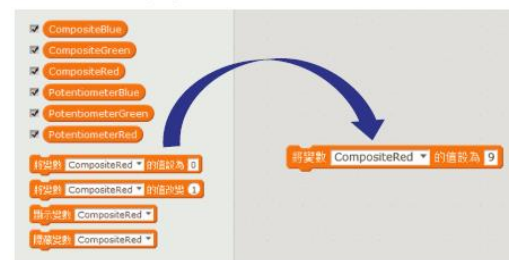 CompositeBlue
CompositeGreen
CompositeRed
PotentiometerBlue
PotentiometerGreen
PotentiometerRed
將變數 CompositeRed 的值設為 0
將變數 CompositeRed 的值改變 1
顯示變數 CompositeRed
隱藏變數 CompositeRed
將變數 CompositeRed 的值設為 9